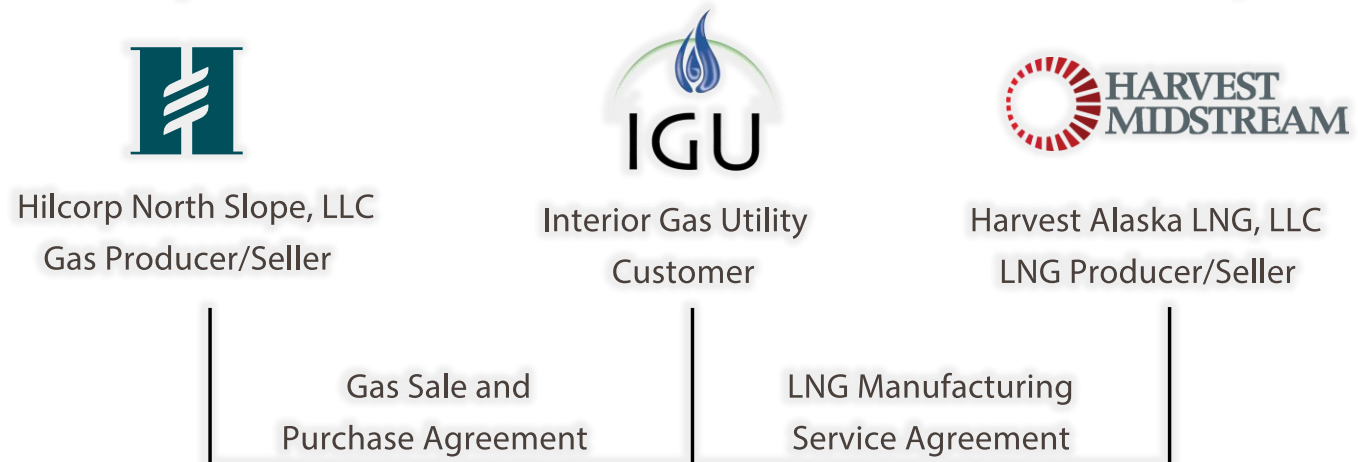 IGU
HARVEST
MIDSTREAM
Hilcorp North Slope, LLC
Gas Producer/Seller
Interior Gas Utility
Customer
Harvest Alaska LNG, LLC
LNG Producer/Seller
Gas Sale and
Purchase Agreement
LNG Manufacturing
Service Agreement